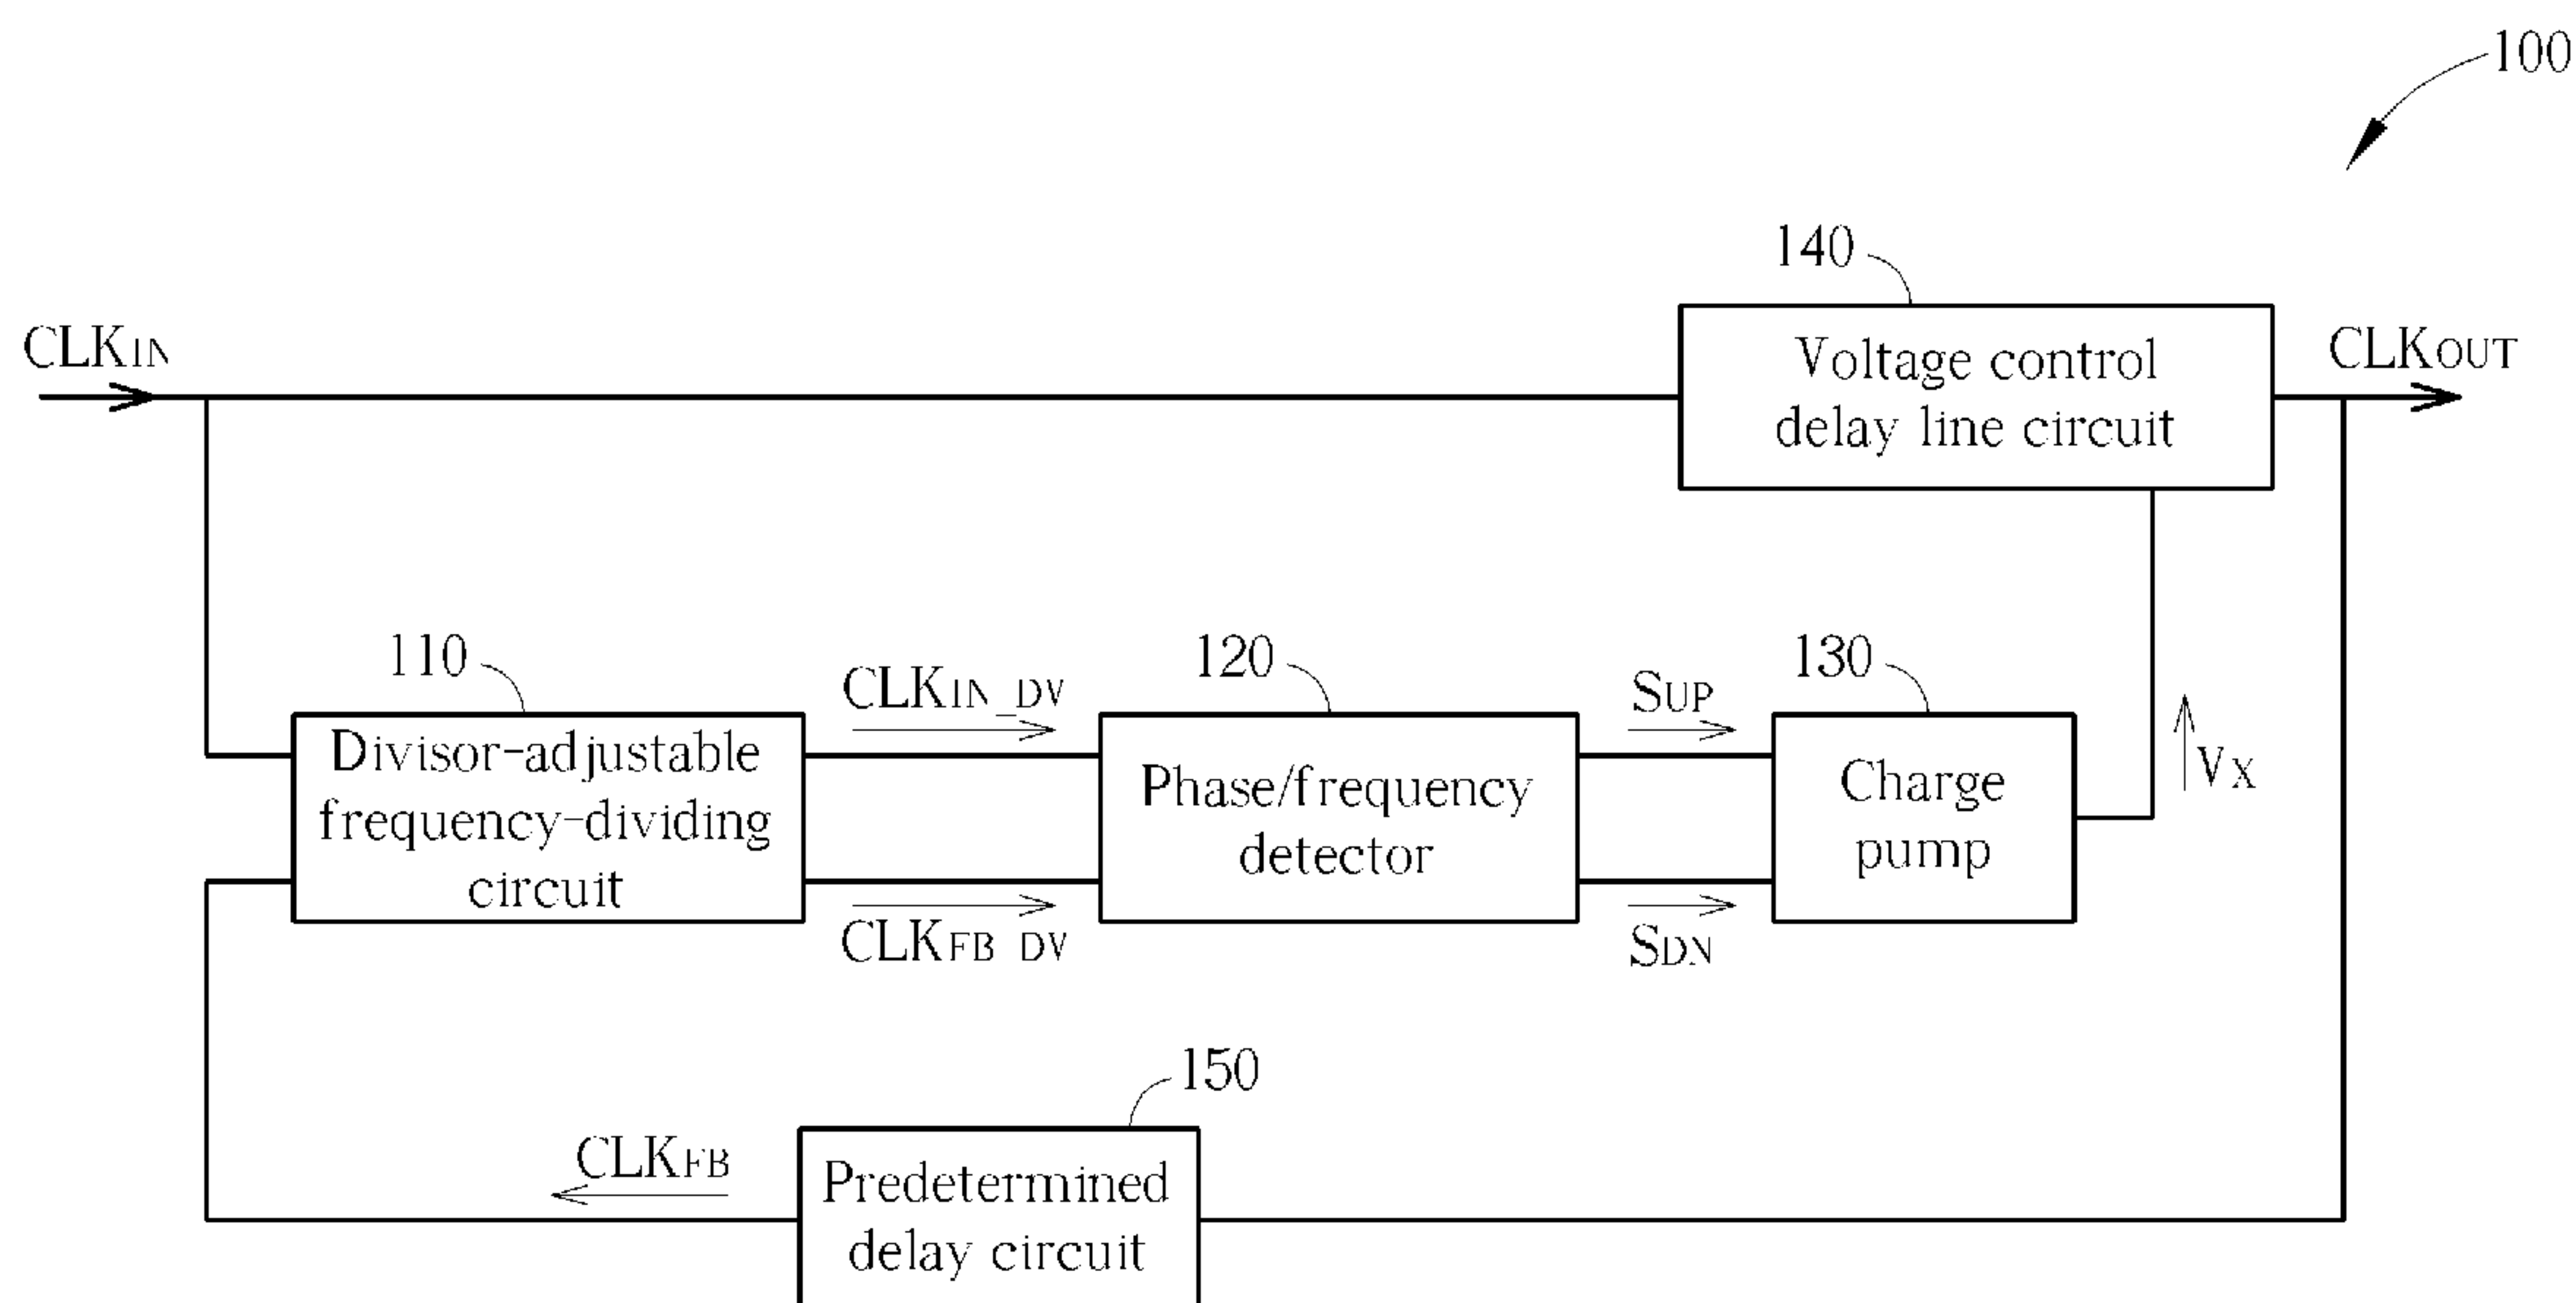 100
140
CLKIN
Voltage control
delay line circuit
CLKOUT
110
120
130
CLKIN_DV
SUP
Divisor-adjustable
frequency-dividing
circuit
Phase/frequency
detector
Charge
pump
VX
CLKFB_DV
SDN
150
CLKFB
Predetermined
delay circuit